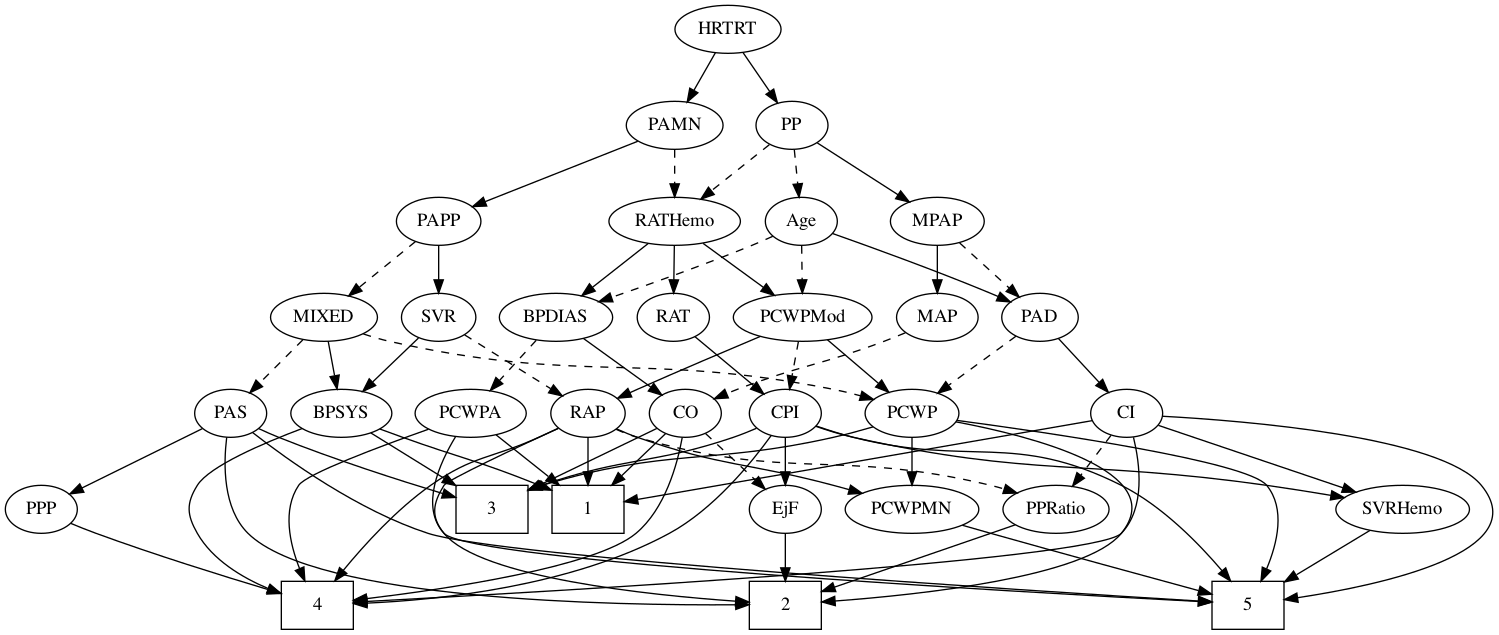 HRTRT
PAMN PP
PAPP RATHemo Age MPAP
MIXED SVR BPDIAS RAT PCWPMod MAP PAD
PAS BPSYS PCWPA RAP CO CPI PCWP CI
PPP 3 1 EjF PCWPMN PPRatio SVRHemo
4 2 5